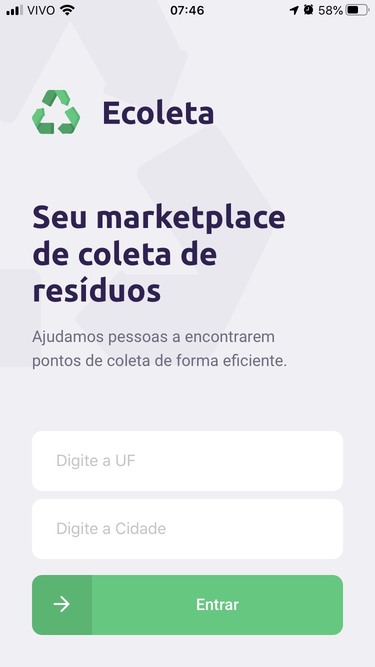 VIVO 07:46 58%
Ecoleta
Seu marketplace
de coleta de
resíduos
Ajudamos pessoas a encontrarem
pontos de coleta de forma eficiente.
Digite a UF
Digite a Cidade
Entrar